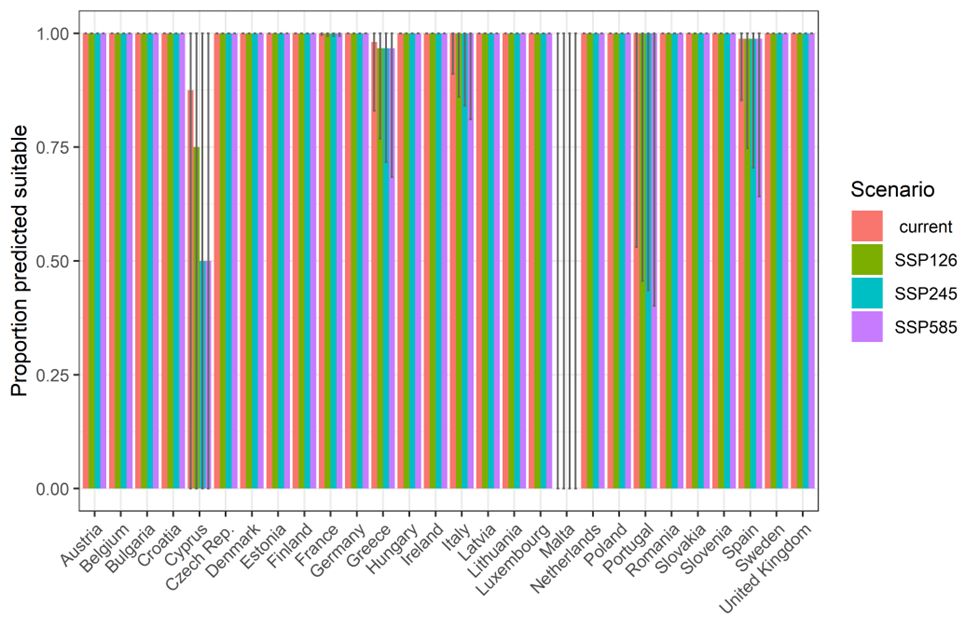 Proportion predicted suitable
1.00
0.75
0.50
0.25
0.00
Austria
Belgium
Bulgaria
Croatia
Cyprus
Czech Rep.
Denmark
Estonia
Finland
France
Germany
Greece
Hungary
Ireland
Italy
Latvia
Lithuania
Luxembourg
Malta
Netherlands
Poland
Portugal
Romania
Slovakia
Slovenia
Spain
Sweden
United Kingdom
Scenario
current
SSP126
SSP245
SSP585